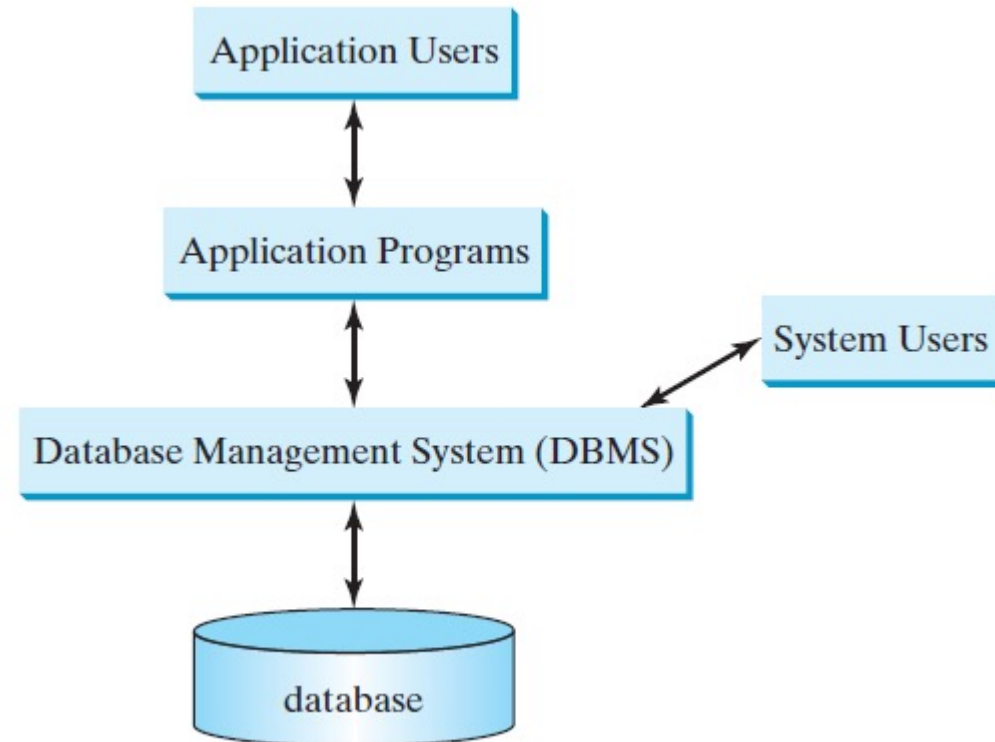 Application Users
Application Programs
System Users
Database Management System (DBMS)
database